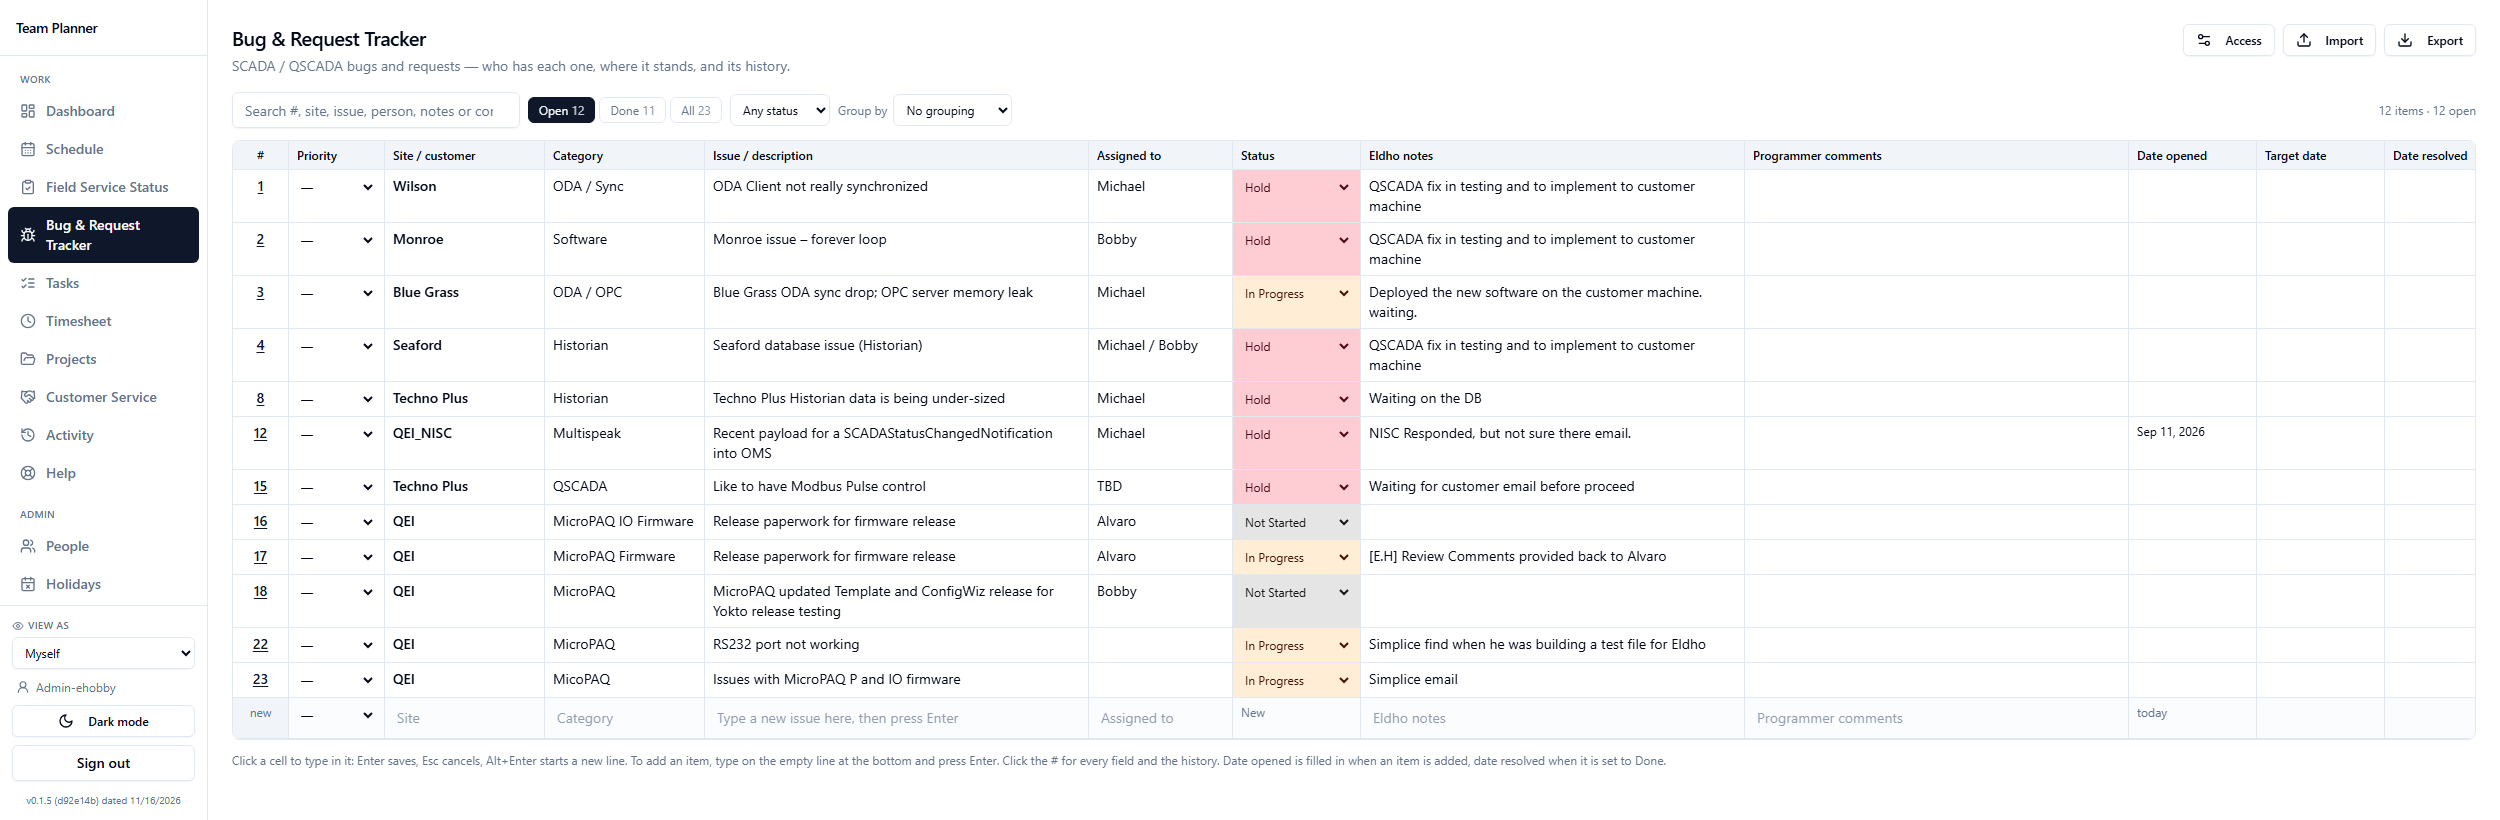 Team Planner
WORK
Dashboard
Schedule
Field Service Status
Bug & Request
Tracker
Tasks
Timesheet
Projects
Customer Service
Activity
Help
ADMIN
People
Holidays
VIEW AS
Myself
Admin-ehobby
Dark mode
Sign out
v0.1.5 (d92e14b) dated 11/16/2026
Bug & Request Tracker
SCADA / QSCADA bugs and requests — who has each one, where it stands, and its history.
Access Import Export
Search #, site, issue, person, notes or cor Open 12 Done 11 All 23 Any status Group by No grouping 12 items · 12 open
# Priority Site / customer Category Issue / description Assigned to Status Eldho notes Programmer comments Date opened Target date Date resolved
1 — Wilson ODA / Sync ODA Client not really synchronized Michael Hold QSCADA fix in testing and to implement to customer
machine
2 — Monroe Software Monroe issue – forever loop Bobby Hold QSCADA fix in testing and to implement to customer
machine
3 — Blue Grass ODA / OPC Blue Grass ODA sync drop; OPC server memory leak Michael In Progress Deployed the new software on the customer machine.
waiting.
4 — Seaford Historian Seaford database issue (Historian) Michael / Bobby Hold QSCADA fix in testing and to implement to customer
machine
8 — Techno Plus Historian Techno Plus Historian data is being under-sized Michael Hold Waiting on the DB
12 — QEI_NISC Multispeak Recent payload for a SCADAStatusChangedNotification Michael Hold NISC Responded, but not sure there email. Sep 11, 2026
into OMS
15 — Techno Plus QSCADA Like to have Modbus Pulse control TBD Hold Waiting for customer email before proceed
16 — QEI MicroPAQ IO Firmware Release paperwork for firmware release Alvaro Not Started
17 — QEI MicroPAQ Firmware Release paperwork for firmware release Alvaro In Progress [E.H] Review Comments provided back to Alvaro
18 — QEI MicroPAQ MicroPAQ updated Template and ConfigWiz release for Bobby Not Started
Yokto release testing
22 — QEI MicroPAQ RS232 port not working In Progress Simplice find when he was building a test file for Eldho
23 — QEI MicoPAQ Issues with MicroPAQ P and IO firmware In Progress Simplice email
new — Site Category Type a new issue here, then press Enter Assigned to New Eldho notes Programmer comments today
Click a cell to type in it: Enter saves, Esc cancels, Alt+Enter starts a new line. To add an item, type on the empty line at the bottom and press Enter. Click the # for every field and the history. Date opened is filled in when an item is added, date resolved when it is set to Done.